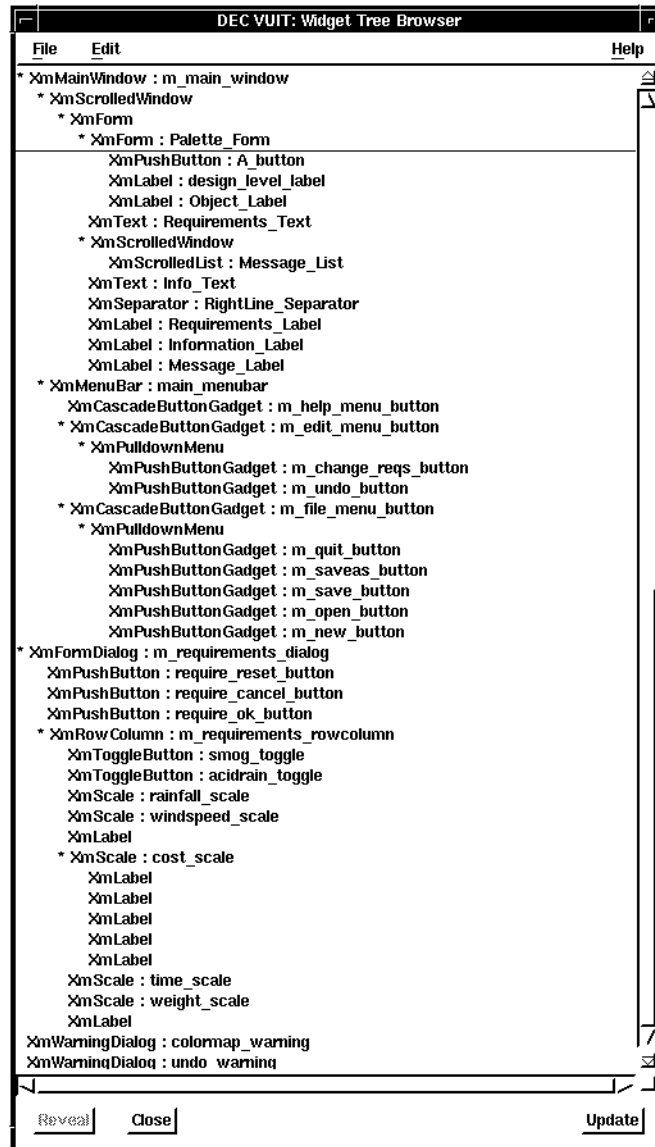 DEC VUIT: Widget Tree Browser
File Edit Help
* XmMainWindow : m_main_window
* XmScrolledWindow
* XmForm
* XmForm : Palette_Form
XmPushButton : A_button
XmLabel : design_level_label
XmLabel : Object_Label
XmText : Requirements_Text
* XmScrolledWindow
XmScrolledList : Message_List
XmText : Info_Text
XmSeparator : RightLine_Separator
XmLabel : Requirements_Label
XmLabel : Information_Label
XmLabel : Message_Label
* XmMenuBar : main_menubar
XmCascadeButtonGadget : m_help_menu_button
* XmCascadeButtonGadget : m_edit_menu_button
* XmPulldownMenu
XmPushButtonGadget : m_change_reqs_button
XmPushButtonGadget : m_undo_button
* XmCascadeButtonGadget : m_file_menu_button
* XmPulldownMenu
XmPushButtonGadget : m_quit_button
XmPushButtonGadget : m_saveas_button
XmPushButtonGadget : m_save_button
XmPushButtonGadget : m_open_button
XmPushButtonGadget : m_new_button
* XmFormDialog : m_requirements_dialog
XmPushButton : require_reset_button
XmPushButton : require_cancel_button
XmPushButton : require_ok_button
* XmRowColumn : m_requirements_rowcolumn
XmToggleButton : smog_toggle
XmToggleButton : acidrain_toggle
XmScale : rainfall_scale
XmScale : windspeed_scale
XmLabel
* XmScale : cost_scale
XmLabel
XmLabel
XmLabel
XmLabel
XmLabel
XmScale : time_scale
XmScale : weight_scale
XmLabel
XmWarningDialog : colormap_warning
XmWarningDialog : undo_warning
Reveal Close Update